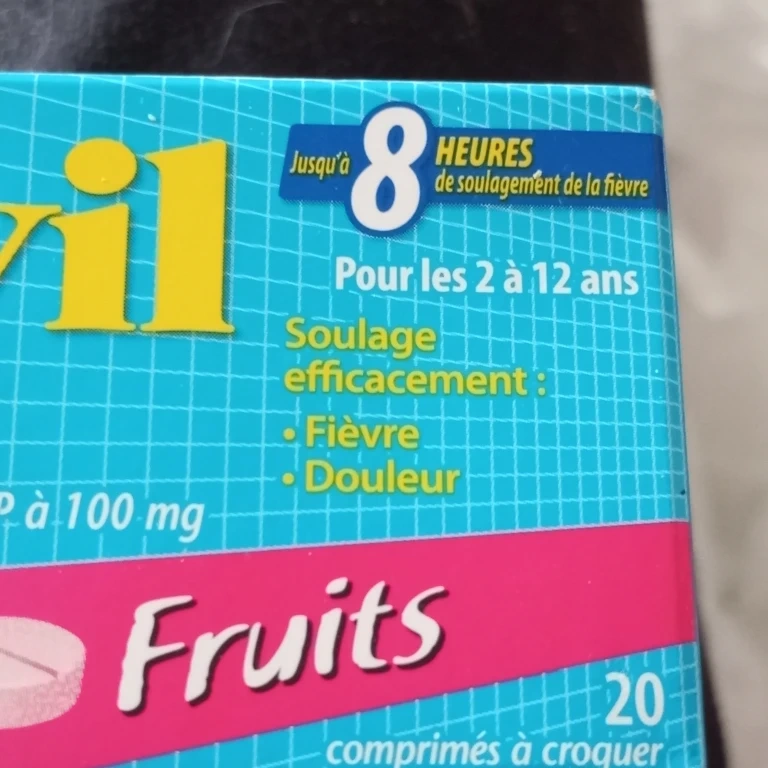 vil
Jusqu'à 8 HEURES
de soulagement de la fièvre
Pour les 2 à 12 ans
Soulage
efficacement :
• Fièvre
• Douleur
P à 100 mg
Fruits
20
comprimés à croquer